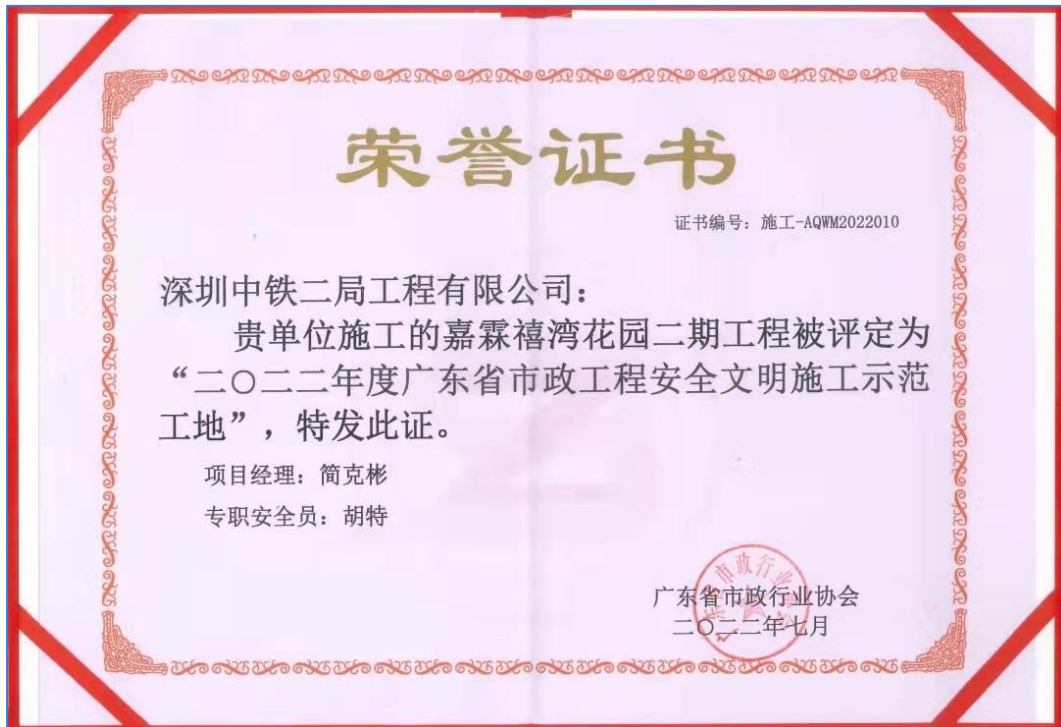 荣誉证书
证书编号：施工-AQWM2022010
深圳中铁二局工程有限公司：
贵单位施工的嘉霖禧湾花园二期工程被评定为
“二〇二二年度广东省市政工程安全文明施工示范
工地”，特发此证。
项目经理：简克彬
专职安全员：胡特
广东省市政行业协会
二〇二二年七月